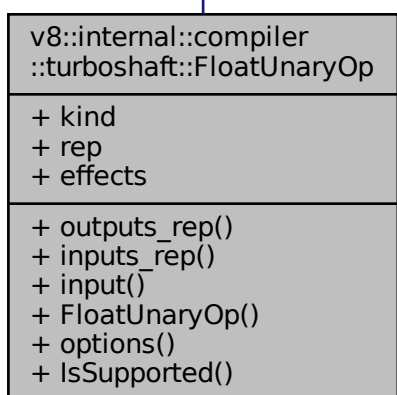 v8::internal::compiler
::turboshaft::FloatUnaryOp
+ kind
+ rep
+ effects
+ outputs_rep()
+ inputs_rep()
+ input()
+ FloatUnaryOp()
+ options()
+ IsSupported()